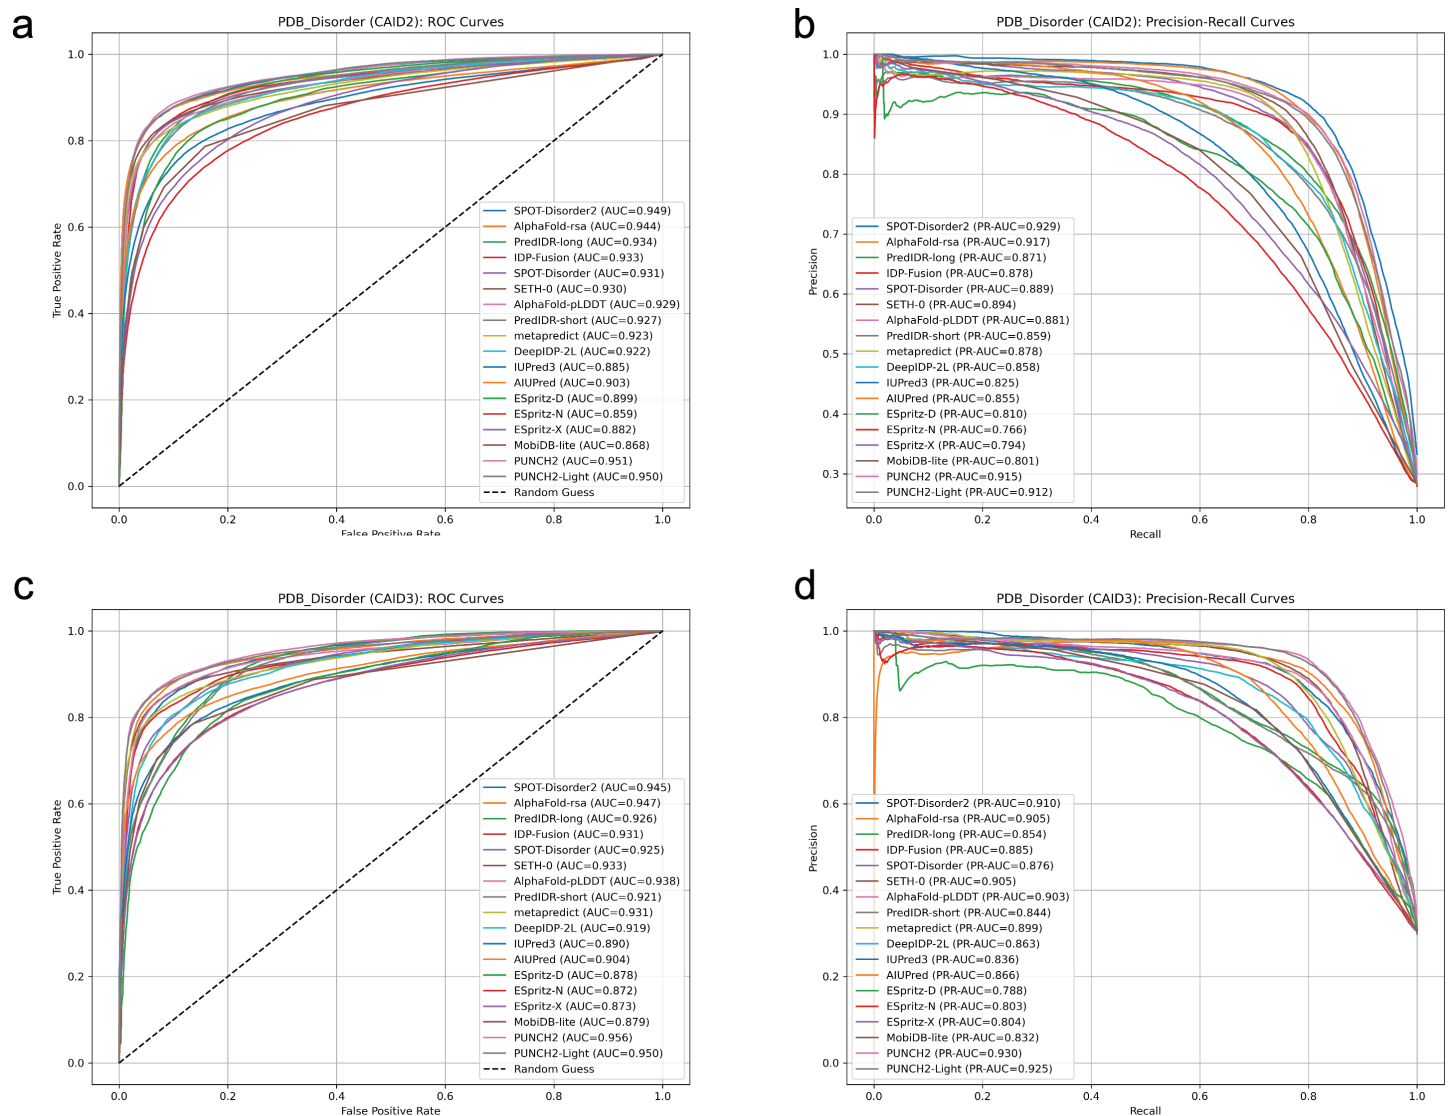 a
PDB_Disorder (CAID2): ROC Curves
True Positive Rate
1.0
0.8
0.6
0.4
0.2
0.0
0.0 0.2 0.4 0.6 0.8 1.0
False Positive Rate
SPOT-Disorder2 (AUC=0.949)
AlphaFold-rsa (AUC=0.944)
PredIDR-long (AUC=0.934)
IDP-Fusion (AUC=0.933)
SPOT-Disorder (AUC=0.931)
SETH-0 (AUC=0.930)
AlphaFold-pLDDT (AUC=0.929)
PredIDR-short (AUC=0.927)
metapredict (AUC=0.923)
DeepIDP-2L (AUC=0.922)
IUPred3 (AUC=0.885)
AIUPred (AUC=0.903)
ESpritz-D (AUC=0.899)
ESpritz-N (AUC=0.859)
ESpritz-X (AUC=0.882)
MobiDB-lite (AUC=0.868)
PUNCH2 (AUC=0.951)
PUNCH2-Light (AUC=0.950)
Random Guess
b
PDB_Disorder (CAID2): Precision-Recall Curves
Precision
1.0
0.9
0.8
0.7
0.6
0.5
0.4
0.3
0.0 0.2 0.4 0.6 0.8 1.0
Recall
SPOT-Disorder2 (PR-AUC=0.929)
AlphaFold-rsa (PR-AUC=0.917)
PredIDR-long (PR-AUC=0.871)
IDP-Fusion (PR-AUC=0.878)
SPOT-Disorder (PR-AUC=0.889)
SETH-0 (PR-AUC=0.894)
AlphaFold-pLDDT (PR-AUC=0.881)
PredIDR-short (PR-AUC=0.859)
metapredict (PR-AUC=0.878)
DeepIDP-2L (PR-AUC=0.858)
IUPred3 (PR-AUC=0.825)
AIUPred (PR-AUC=0.855)
ESpritz-D (PR-AUC=0.810)
ESpritz-N (PR-AUC=0.766)
ESpritz-X (PR-AUC=0.794)
MobiDB-lite (PR-AUC=0.801)
PUNCH2 (PR-AUC=0.915)
PUNCH2-Light (PR-AUC=0.912)
c
PDB_Disorder (CAID3): ROC Curves
True Positive Rate
1.0
0.8
0.6
0.4
0.2
0.0
0.0 0.2 0.4 0.6 0.8 1.0
False Positive Rate
SPOT-Disorder2 (AUC=0.945)
AlphaFold-rsa (AUC=0.947)
PredIDR-long (AUC=0.926)
IDP-Fusion (AUC=0.931)
SPOT-Disorder (AUC=0.925)
SETH-0 (AUC=0.933)
AlphaFold-pLDDT (AUC=0.938)
PredIDR-short (AUC=0.921)
metapredict (AUC=0.931)
DeepIDP-2L (AUC=0.919)
IUPred3 (AUC=0.890)
AIUPred (AUC=0.904)
ESpritz-D (AUC=0.878)
ESpritz-N (AUC=0.872)
ESpritz-X (AUC=0.873)
MobiDB-lite (AUC=0.879)
PUNCH2 (AUC=0.956)
PUNCH2-Light (AUC=0.950)
Random Guess
d
PDB_Disorder (CAID3): Precision-Recall Curves
Precision
1.0
0.8
0.6
0.4
0.2
0.0
0.0 0.2 0.4 0.6 0.8 1.0
Recall
SPOT-Disorder2 (PR-AUC=0.910)
AlphaFold-rsa (PR-AUC=0.905)
PredIDR-long (PR-AUC=0.854)
IDP-Fusion (PR-AUC=0.885)
SPOT-Disorder (PR-AUC=0.876)
SETH-0 (PR-AUC=0.905)
AlphaFold-pLDDT (PR-AUC=0.903)
PredIDR-short (PR-AUC=0.844)
metapredict (PR-AUC=0.899)
DeepIDP-2L (PR-AUC=0.863)
IUPred3 (PR-AUC=0.836)
AIUPred (PR-AUC=0.866)
ESpritz-D (PR-AUC=0.788)
ESpritz-N (PR-AUC=0.803)
ESpritz-X (PR-AUC=0.804)
MobiDB-lite (PR-AUC=0.832)
PUNCH2 (PR-AUC=0.930)
PUNCH2-Light (PR-AUC=0.925)